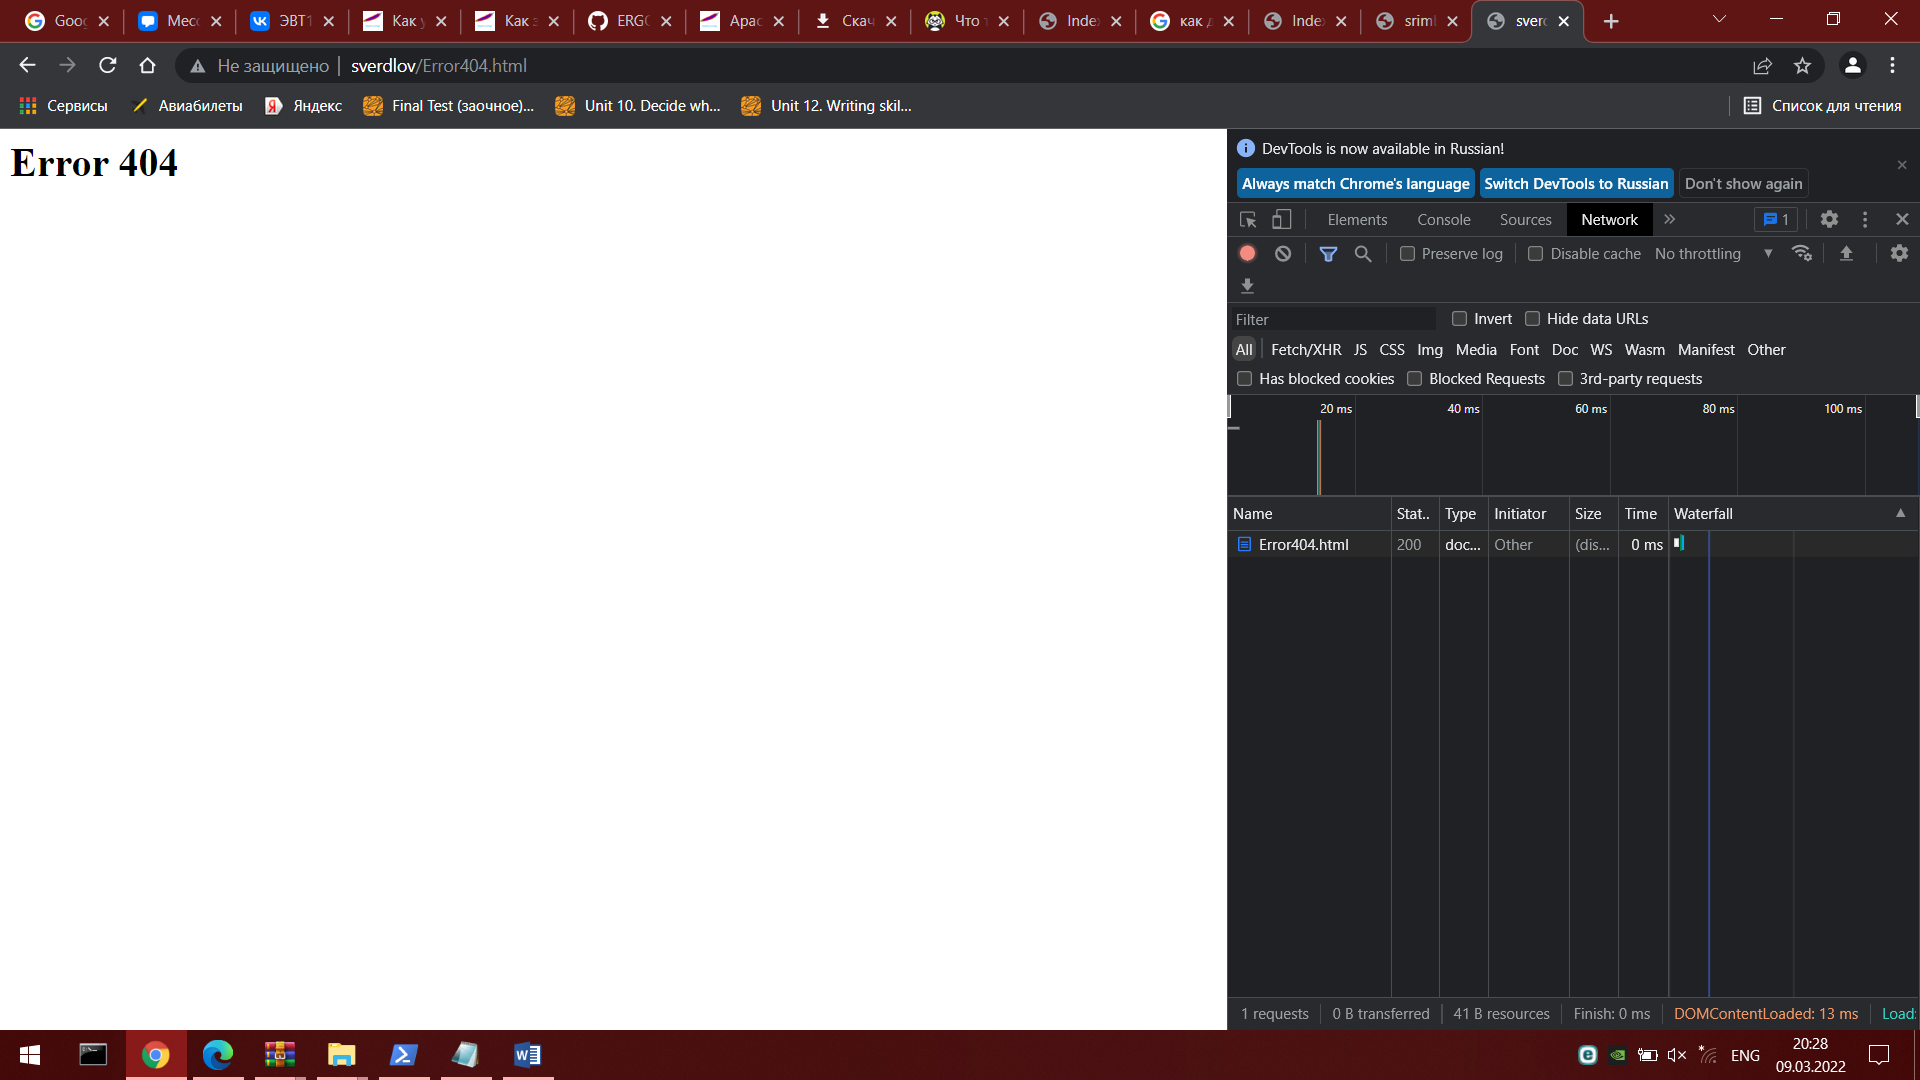 Goo
Месс
ЭВТ1
Как у
Как з
ERGO
Apac
Скач
Что т
Index
как д
Index
sriml
sverd
Не защищено
sverdlov/Error404.html
Сервисы
Авиабилеты
Яндекс
Final Test (заочное)...
Unit 10. Decide wh...
Unit 12. Writing skil...
Список для чтения
Error 404
DevTools is now available in Russian!
Always match Chrome's language
Switch DevTools to Russian
Don't show again
Elements Console Sources Network 1
Preserve log Disable cache No throttling
Filter Invert Hide data URLs
All Fetch/XHR JS CSS Img Media Font Doc WS Wasm Manifest Other
Has blocked cookies Blocked Requests 3rd-party requests
20 ms 40 ms 60 ms 80 ms 100 ms
Name Stat.. Type Initiator Size Time Waterfall
Error404.html 200 doc... Other (dis... 0 ms
1 requests 0 B transferred 41 B resources Finish: 0 ms DOMContentLoaded: 13 ms Load:
ENG
20:28
09.03.2022